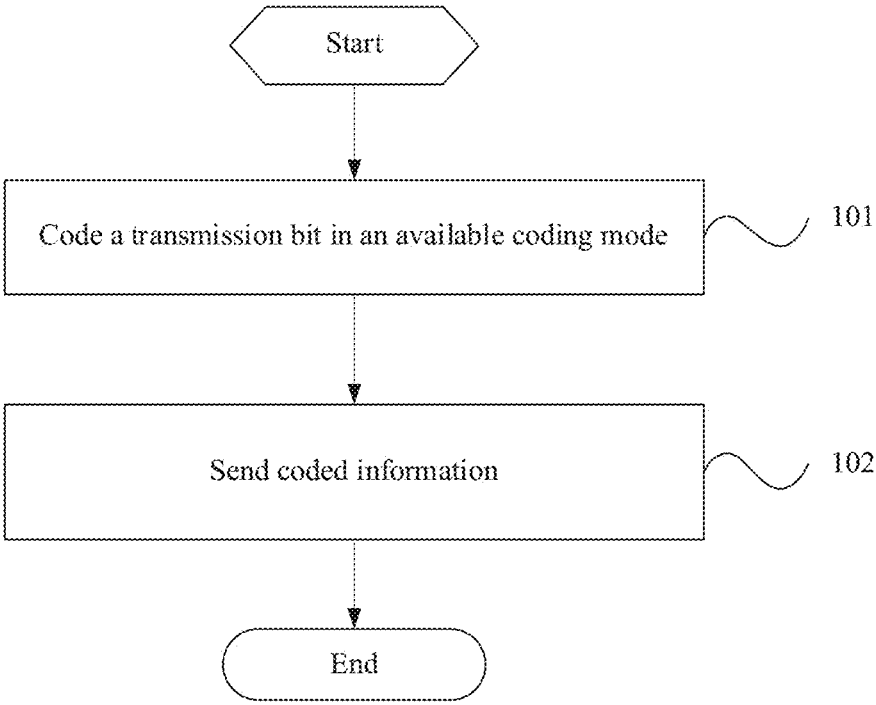 Start
Code a transmission bit in an available coding mode
101
Send coded information
102
End